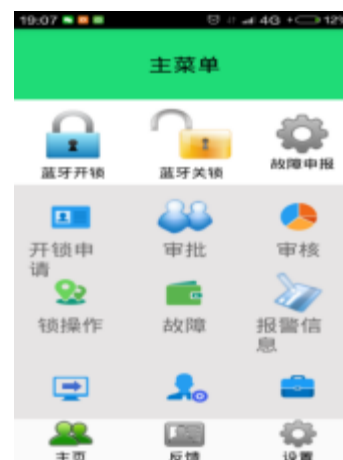 19:07 4G 12%
主菜单
蓝牙开锁 蓝牙关锁 故障申报
开锁申请 审批 审核
锁操作 故障 报警信息
主页 反馈 设置